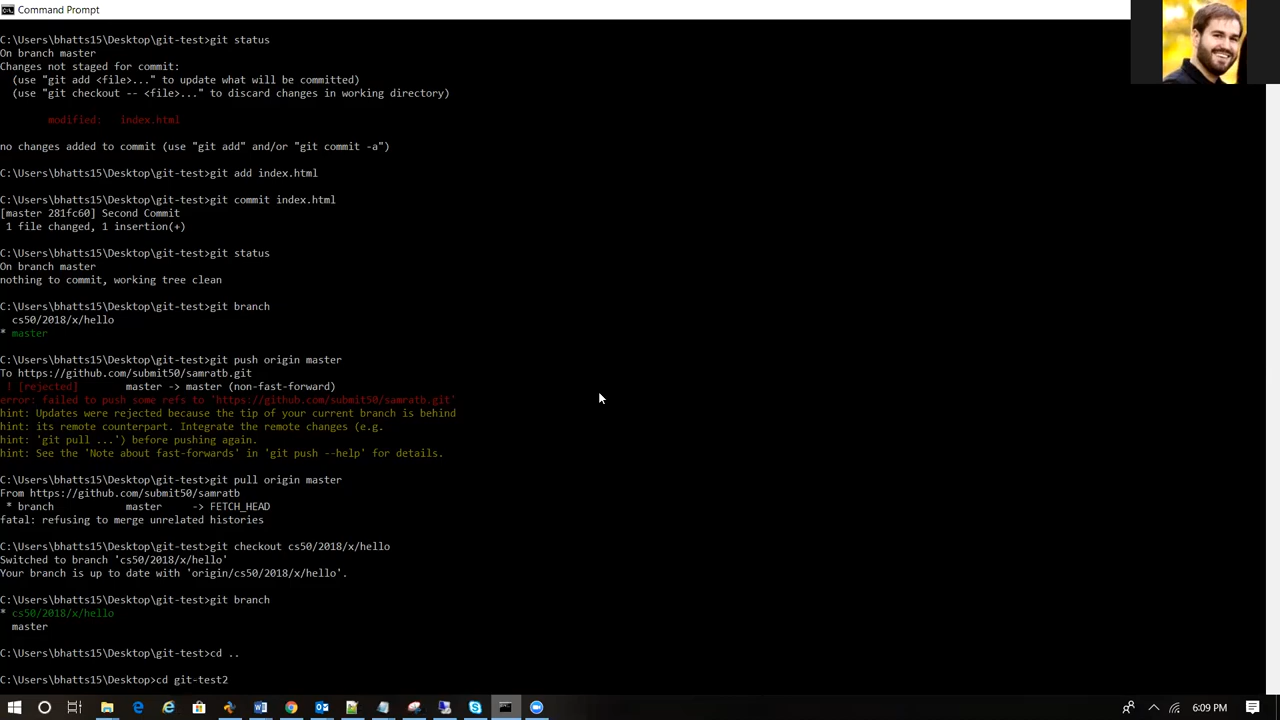 Command Prompt
C:\Users\bhatts15\Desktop\git-test>git status
On branch master
Changes not staged for commit:
(use "git add <file>..." to update what will be committed)
(use "git checkout -- <file>..." to discard changes in working directory)
modified: index.html
no changes added to commit (use "git add" and/or "git commit -a")
C:\Users\bhatts15\Desktop\git-test>git add index.html
C:\Users\bhatts15\Desktop\git-test>git commit index.html
[master 281fc60] Second Commit
1 file changed, 1 insertion(+)
C:\Users\bhatts15\Desktop\git-test>git status
On branch master
nothing to commit, working tree clean
C:\Users\bhatts15\Desktop\git-test>git branch
cs50/2018/x/hello
* master
C:\Users\bhatts15\Desktop\git-test>git push origin master
To https://github.com/submit50/samratb.git
! [rejected] master -> master (non-fast-forward)
error: failed to push some refs to 'https://github.com/submit50/samratb.git'
hint: Updates were rejected because the tip of your current branch is behind
hint: its remote counterpart. Integrate the remote changes (e.g.
hint: 'git pull ...') before pushing again.
hint: See the 'Note about fast-forwards' in 'git push --help' for details.
C:\Users\bhatts15\Desktop\git-test>git pull origin master
From https://github.com/submit50/samratb
* branch master -> FETCH_HEAD
fatal: refusing to merge unrelated histories
C:\Users\bhatts15\Desktop\git-test>git checkout cs50/2018/x/hello
Switched to branch 'cs50/2018/x/hello'
Your branch is up to date with 'origin/cs50/2018/x/hello'.
C:\Users\bhatts15\Desktop\git-test>git branch
* cs50/2018/x/hello
master
C:\Users\bhatts15\Desktop\git-test>cd ..
C:\Users\bhatts15\Desktop>cd git-test2
6:09 PM